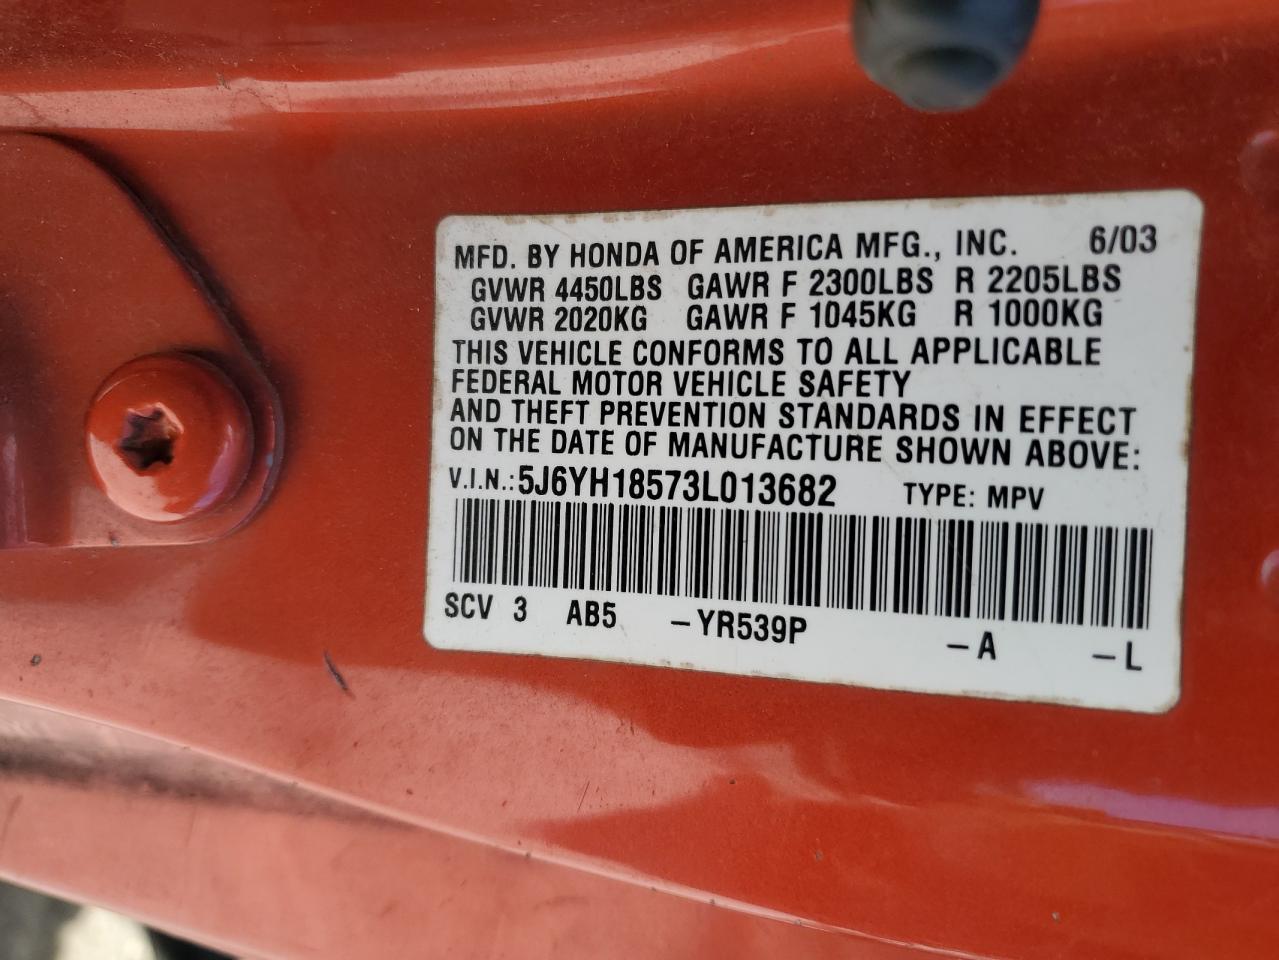 MFD. BY HONDA OF AMERICA MFG., INC. 6/03
GVWR 4450LBS GAWR F 2300LBS R 2205LBS
GVWR 2020KG GAWR F 1045KG R 1000KG
THIS VEHICLE CONFORMS TO ALL APPLICABLE
FEDERAL MOTOR VEHICLE SAFETY
AND THEFT PREVENTION STANDARDS IN EFFECT
ON THE DATE OF MANUFACTURE SHOWN ABOVE:
V.I.N.: 5J6YH18573L013682 TYPE: MPV
SCV 3 AB5 -YR539P -A -L